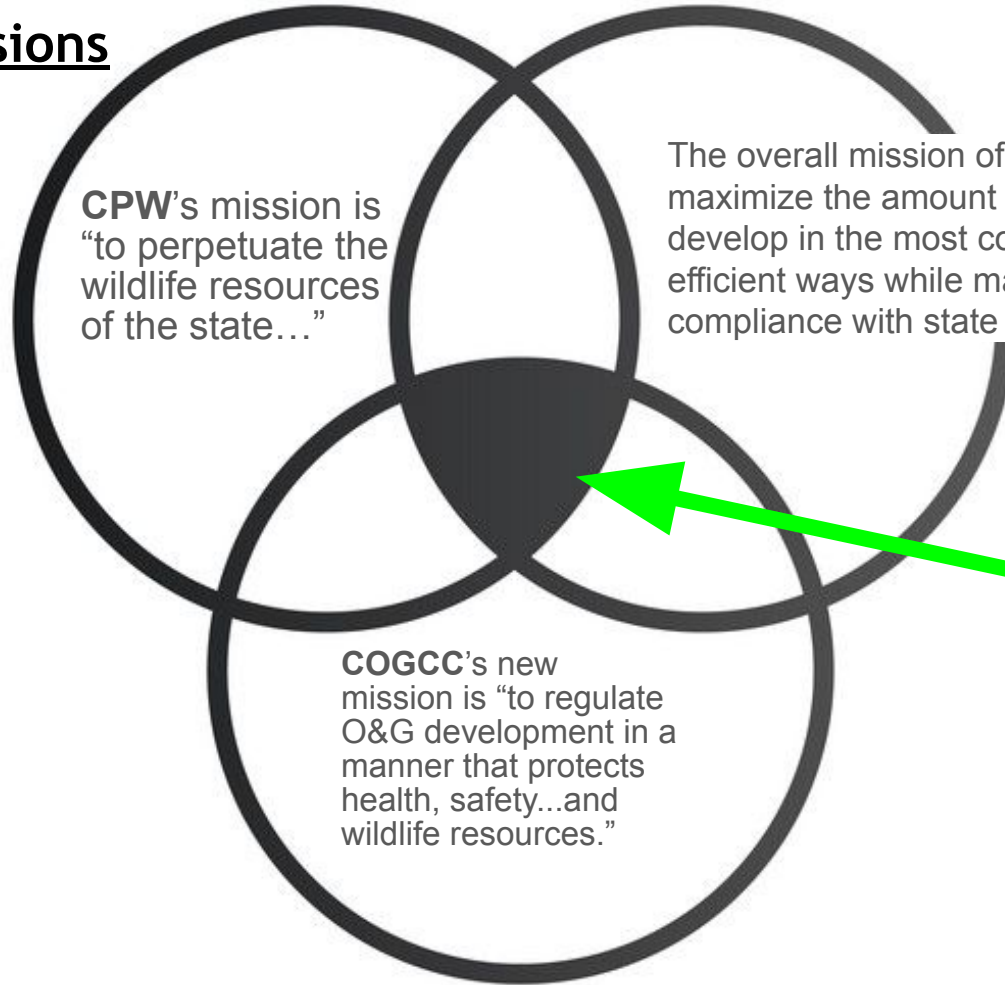 sions
CPW's mission is
“to perpetuate the
wildlife resources
of the state…”
The overall mission of
maximize the amount
develop in the most co
efficient ways while ma
compliance with state
COGCC's new
mission is “to regulate
O&G development in a
manner that protects
health, safety...and
wildlife resources.”